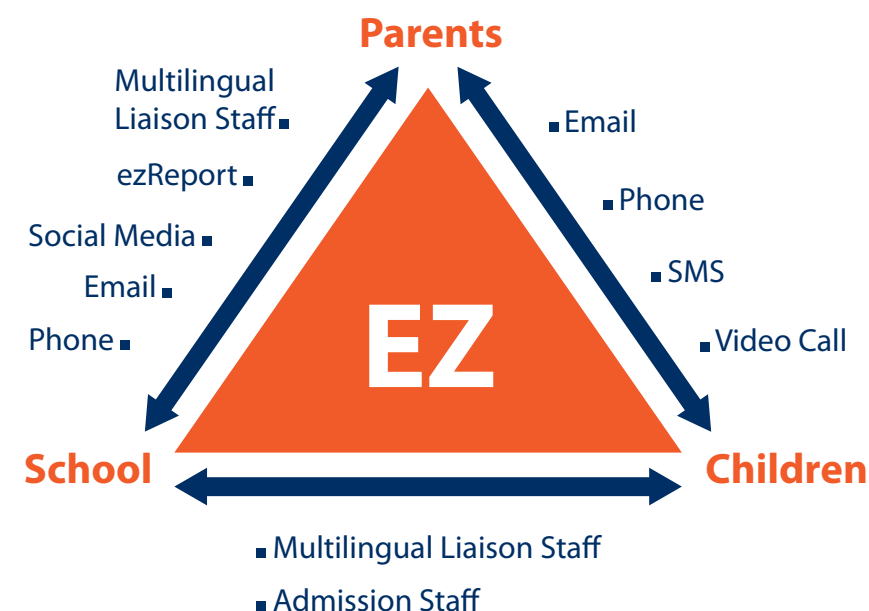 Parents
Multilingual
Liaison Staff
ezReport
Social Media
Email
Phone
Email
Phone
SMS
Video Call
EZ
School
Children
Multilingual Liaison Staff
Admission Staff